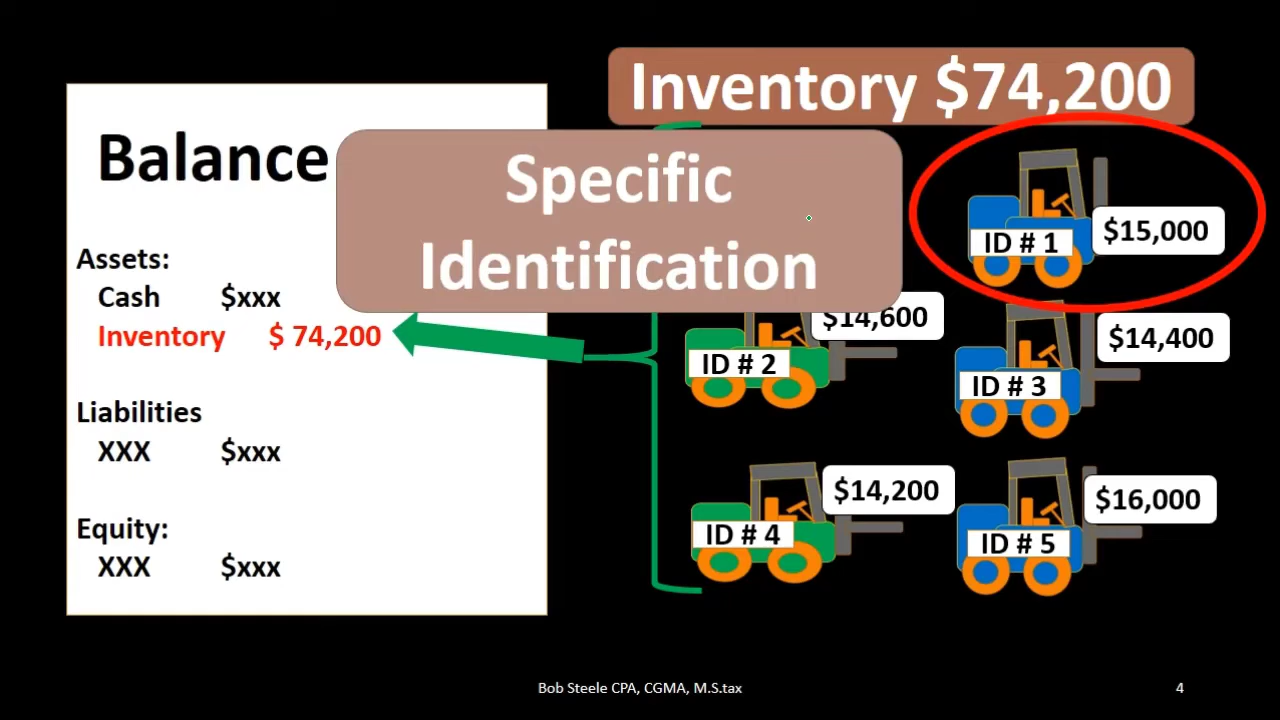 Inventory $74,200
Balance
Specific
Identification
Assets:
Cash $xxx
Inventory $ 74,200
Liabilities
XXX $xxx
Equity:
XXX $xxx
ID # 1
$15,000
ID # 2
$14,600
ID # 3
$14,400
ID # 4
$14,200
ID # 5
$16,000
Bob Steele CPA, CGMA, M.S.tax
4